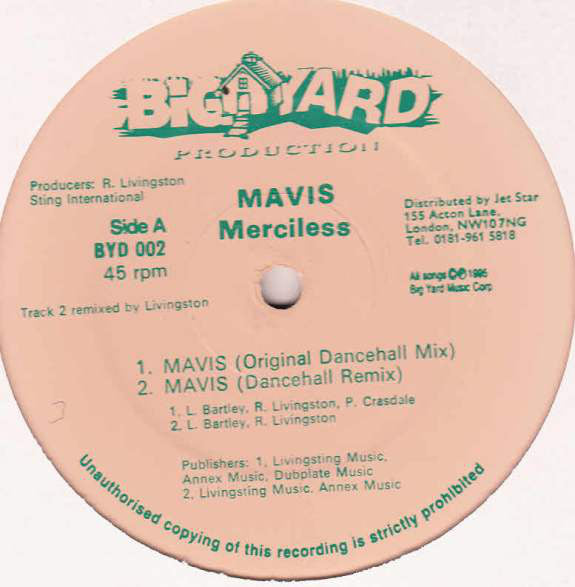 BiG YARD
PRODUCTION
Producers: R. Livingston
Sting International
Side A
BYD 002
45 rpm
Track 2 remixed by Livingston
MAVIS
Merciless
Distributed by Jet Star
155 Acton Lane,
London, NW10 7NG
Tel. 0181-961 5818
All songs ©℗ 1995
Big Yard Music Corp
1. MAVIS (Original Dancehall Mix)
2. MAVIS (Dancehall Remix)
1. L. Bartley, R. Livingston, P. Crasdale
2. L. Bartley, R. Livingston
Publishers: 1, Livingsting Music,
Annex Music, Dubplate Music
2, Livingsting Music. Annex Music
Unauthorised copying of this recording is strictly prohibited